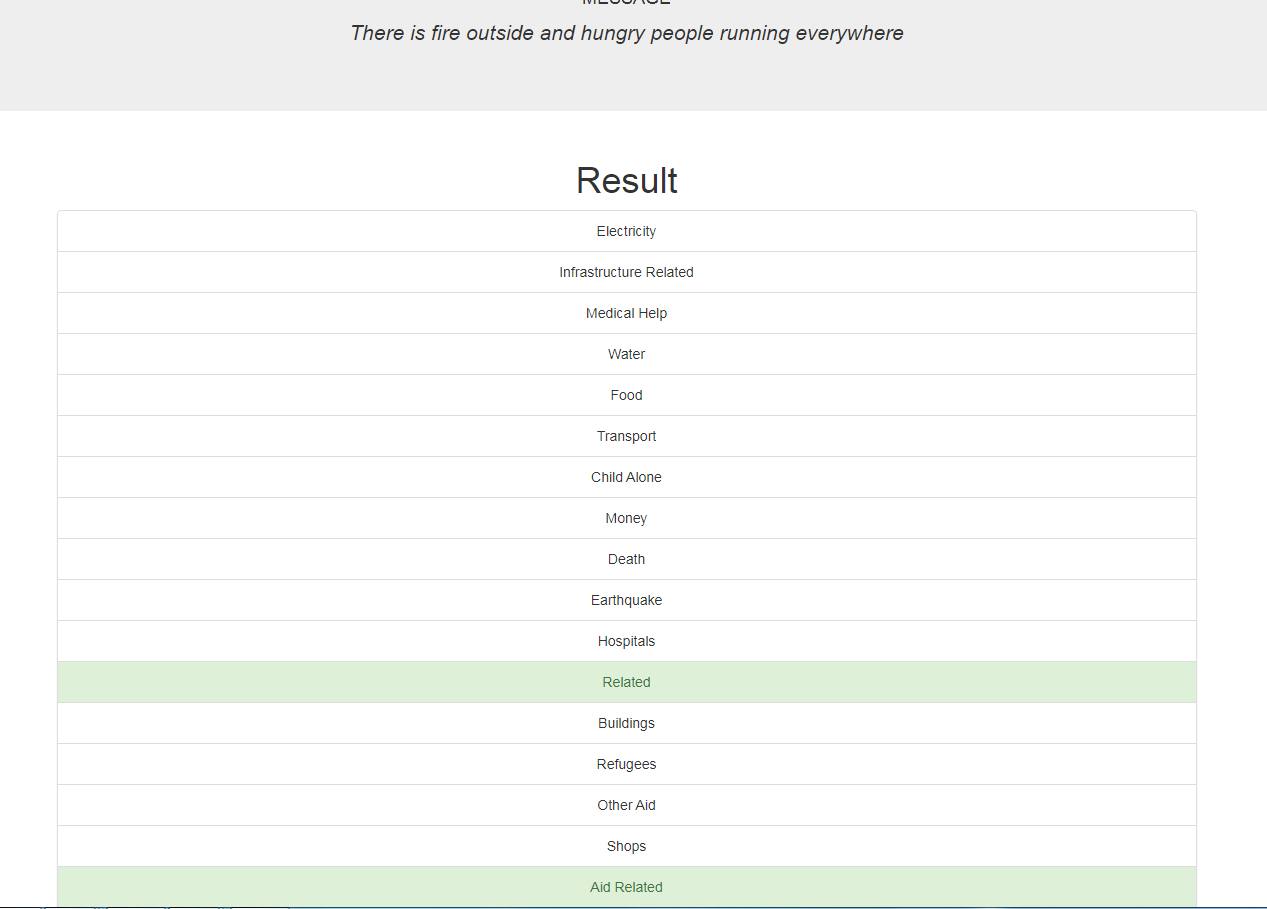 MESSAGE
There is fire outside and hungry people running everywhere
Result
Electricity
Infrastructure Related
Medical Help
Water
Food
Transport
Child Alone
Money
Death
Earthquake
Hospitals
Related
Buildings
Refugees
Other Aid
Shops
Aid Related